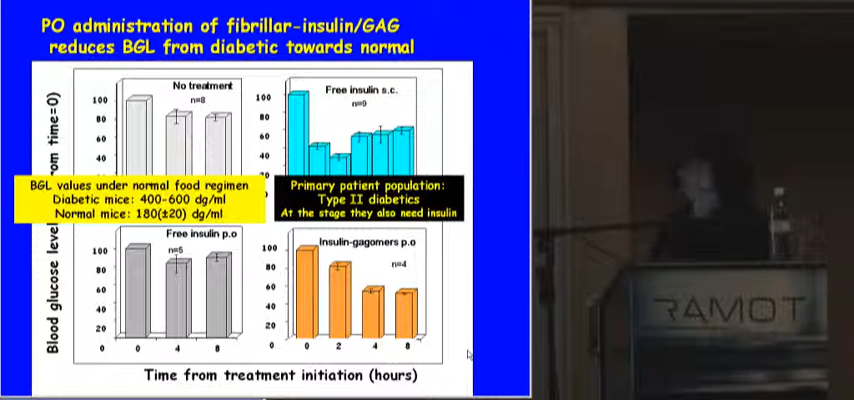 PO administration of fibrillar-insulin/GAG
reduces BGL from diabetic towards normal
No treatment
n=8
100
80
60
40
Free insulin s.c.
n=9
100
80
60
40
20
0
BGL values under normal food regimen
Diabetic mice: 400-600 dg/ml
Normal mice: 180(±20) dg/ml
Primary patient population:
Type II diabetics
At the stage they also need insulin
Free insulin p.o
n=5
100
80
60
40
20
0
0 4 8
Insulin-gagomers p.o
n=4
100
80
60
40
20
0
0 2 4 8
Blood glucose level
om time=0)
Time from treatment initiation (hours)
RAMOT